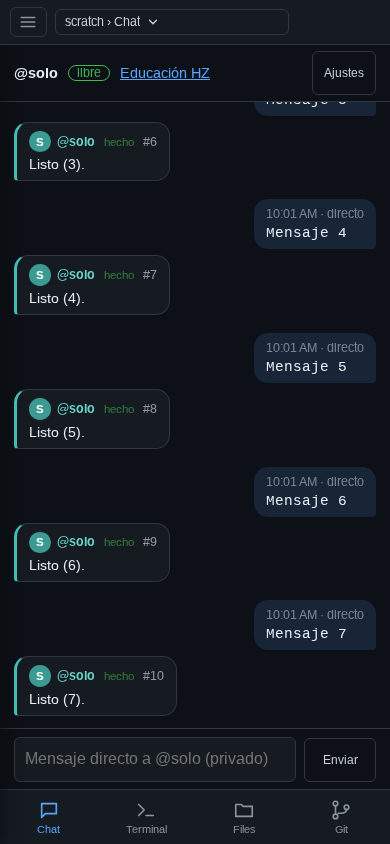 scratch › Chat
@solo libre Educación HZ Ajustes
S @solo hecho #6
Listo (3).
10:01 AM · directo
Mensaje 4
S @solo hecho #7
Listo (4).
10:01 AM · directo
Mensaje 5
S @solo hecho #8
Listo (5).
10:01 AM · directo
Mensaje 6
S @solo hecho #9
Listo (6).
10:01 AM · directo
Mensaje 7
S @solo hecho #10
Listo (7).
Mensaje directo a @solo (privado) Enviar
Chat Terminal Files Git